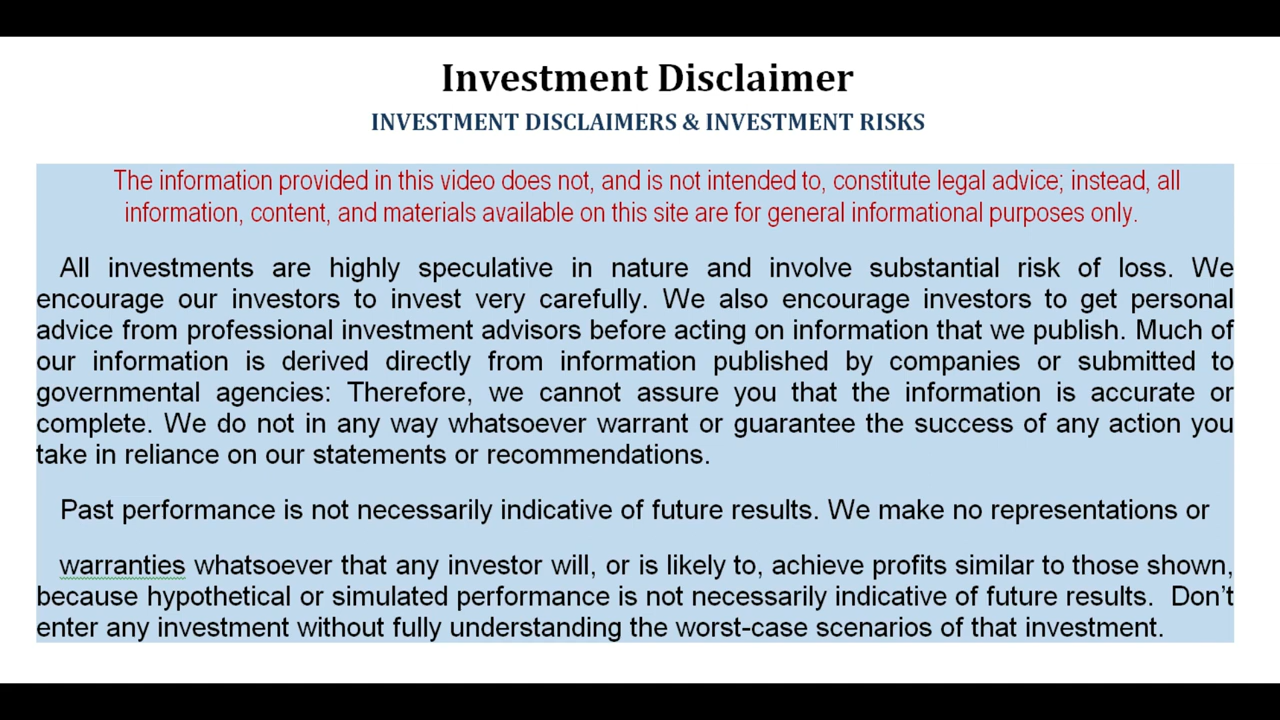 Investment Disclaimer
INVESTMENT DISCLAIMERS & INVESTMENT RISKS
The information provided in this video does not, and is not intended to, constitute legal advice; instead, all
information, content, and materials available on this site are for general informational purposes only.
All investments are highly speculative in nature and involve substantial risk of loss. We
encourage our investors to invest very carefully. We also encourage investors to get personal
advice from professional investment advisors before acting on information that we publish. Much of
our information is derived directly from information published by companies or submitted to
governmental agencies: Therefore, we cannot assure you that the information is accurate or
complete. We do not in any way whatsoever warrant or guarantee the success of any action you
take in reliance on our statements or recommendations.
Past performance is not necessarily indicative of future results. We make no representations or
warranties whatsoever that any investor will, or is likely to, achieve profits similar to those shown,
because hypothetical or simulated performance is not necessarily indicative of future results.  Don’t
enter any investment without fully understanding the worst-case scenarios of that investment.